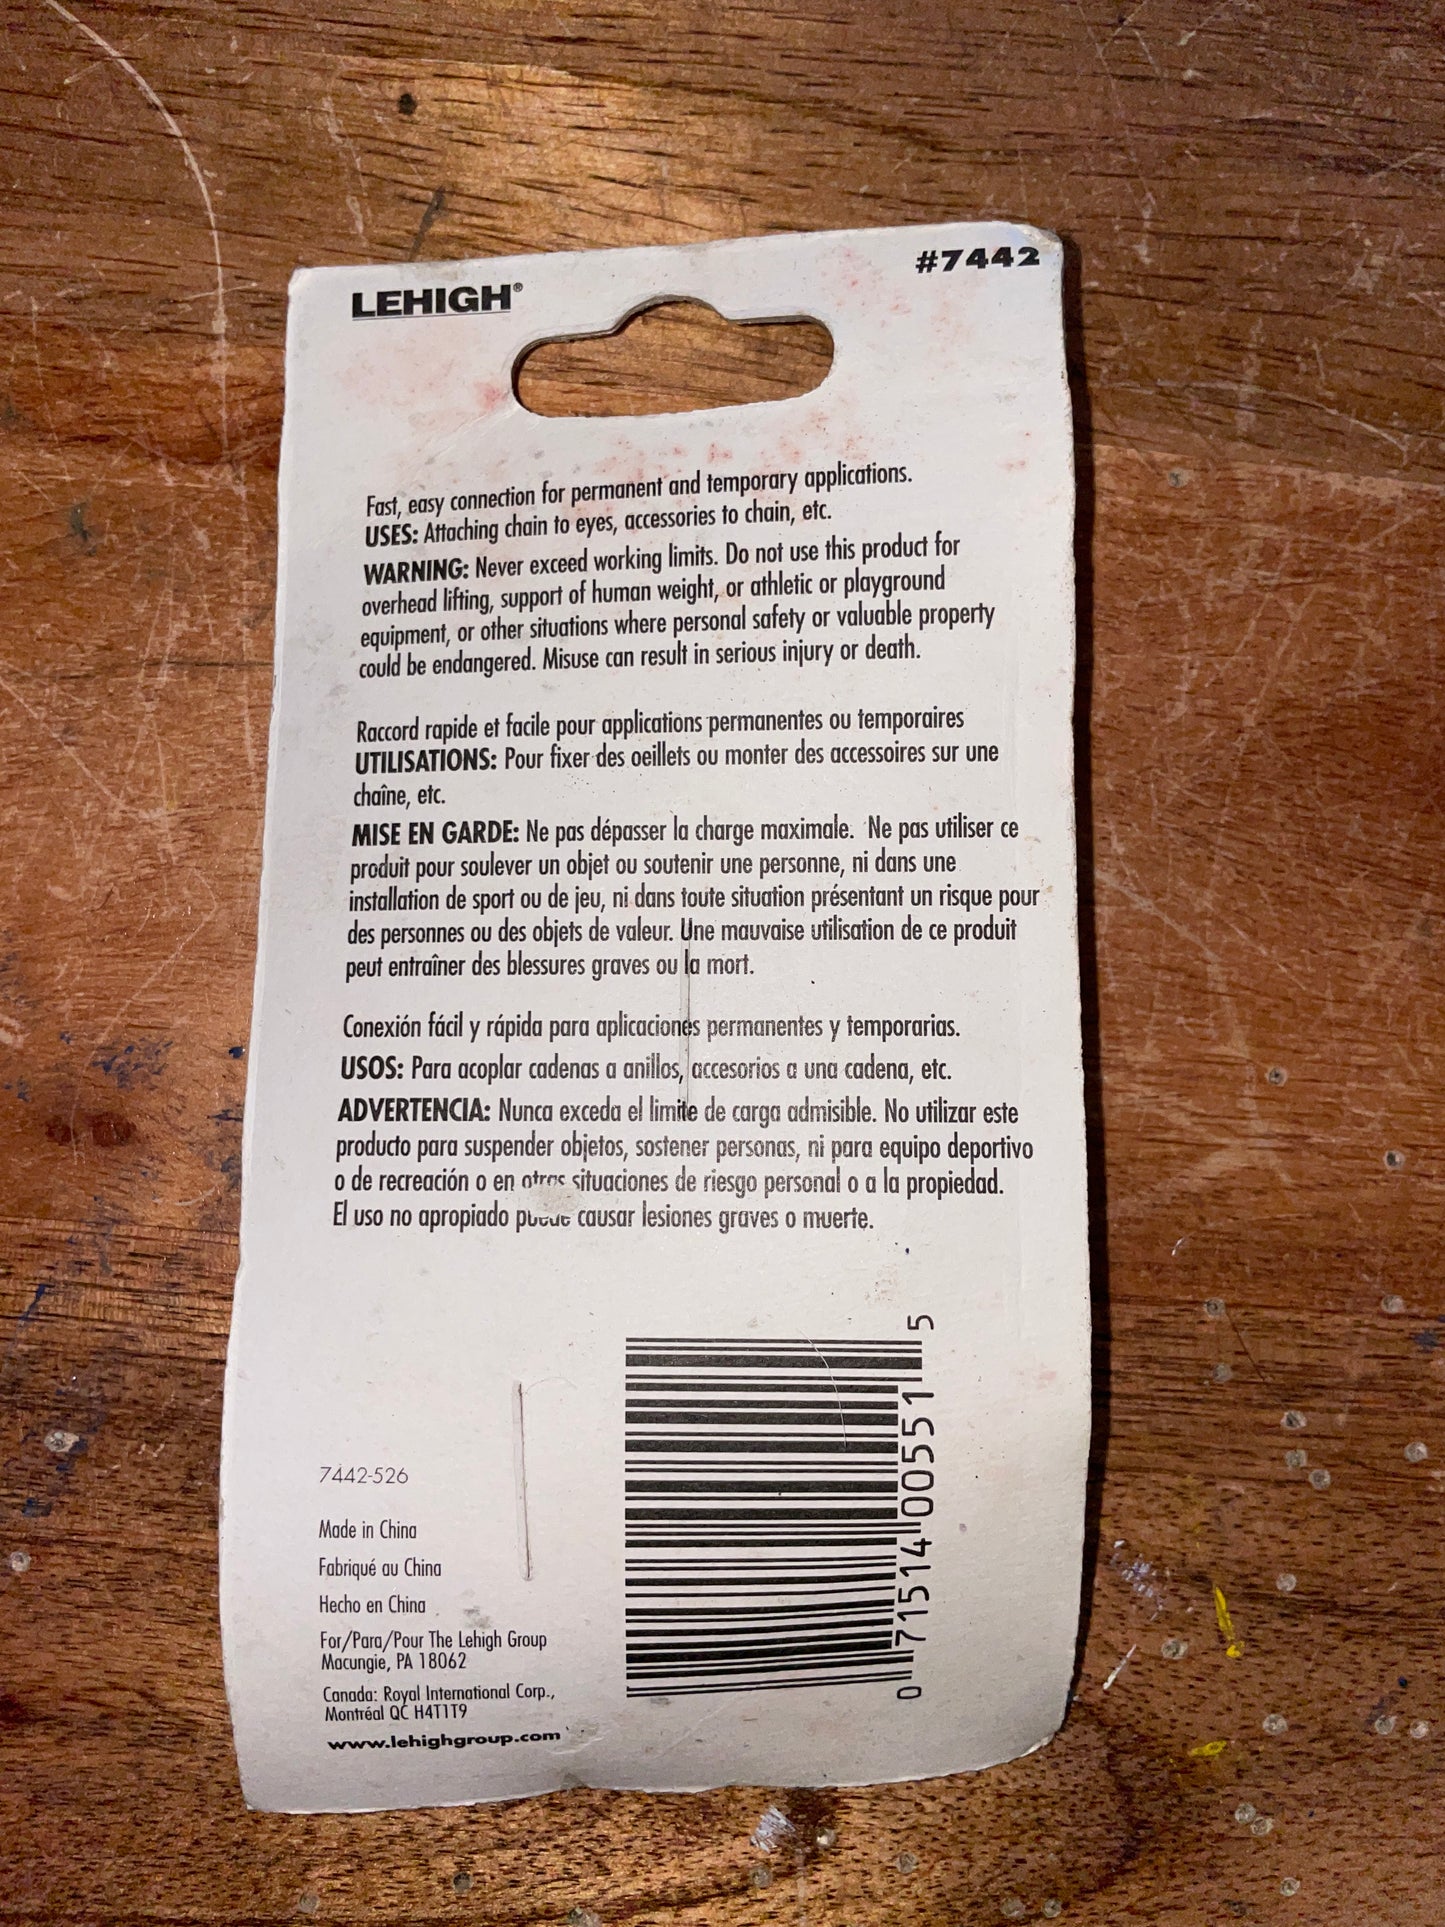 LEHIGH®
#7442
Fast, easy connection for permanent and temporary applications.
USES: Attaching chain to eyes, accessories to chain, etc.
WARNING: Never exceed working limits. Do not use this product for
overhead lifting, support of human weight, or athletic or playground
equipment, or other situations where personal safety or valuable property
could be endangered. Misuse can result in serious injury or death.
Raccord rapide et facile pour applications permanentes ou temporaires
UTILISATIONS: Pour fixer des oeillets ou monter des accessoires sur une
chaîne, etc.
MISE EN GARDE: Ne pas dépasser la charge maximale. Ne pas utiliser ce
produit pour soulever un objet ou soutenir une personne, ni dans une
installation de sport ou de jeu, ni dans toute situation présentant un risque pour
des personnes ou des objets de valeur. Une mauvaise utilisation de ce produit
peut entraîner des blessures graves ou la mort.
Conexión fácil y rápida para aplicaciones permanentes y temporarias.
USOS: Para acoplar cadenas a anillos, accesorios a una cadena, etc.
ADVERTENCIA: Nunca exceda el limite de carga admisible. No utilizar este
producto para suspender objetos, sostener personas, ni para equipo deportivo
o de recreación o en otras situaciones de riesgo personal o a la propiedad.
El uso no apropiado puede causar lesiones graves o muerte.
7442-526
Made in China
Fabriqué au China
Hecho en China
For/Para/Pour The Lehigh Group
Macungie, PA 18062
Canada: Royal International Corp.,
Montréal QC H4T1T9
www.lehighgroup.com
0 71514 00551 5